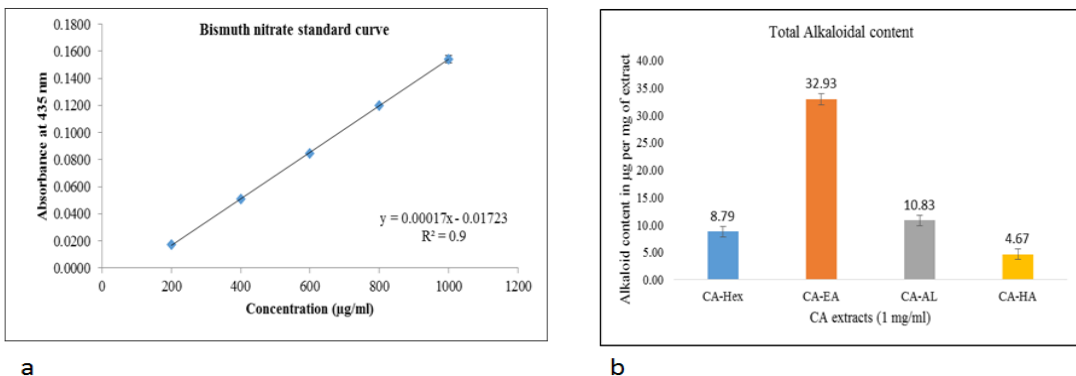 Bismuth nitrate standard curve
Absorbance at 435 nm
0.1800
0.1600
0.1400
0.1200
0.1000
0.0800
0.0600
0.0400
0.0200
0.0000
y = 0.00017x - 0.01723
R² = 0.9
0 200 400 600 800 1000 1200
Concentration (µg/ml)
a
Total Alkaloidal content
Alkaloid content in µg per mg of extract
40.00
35.00
30.00
25.00
20.00
15.00
10.00
5.00
0.00
8.79
32.93
10.83
4.67
CA-Hex CA-EA CA-AL CA-HA
CA extracts (1 mg/ml)
b